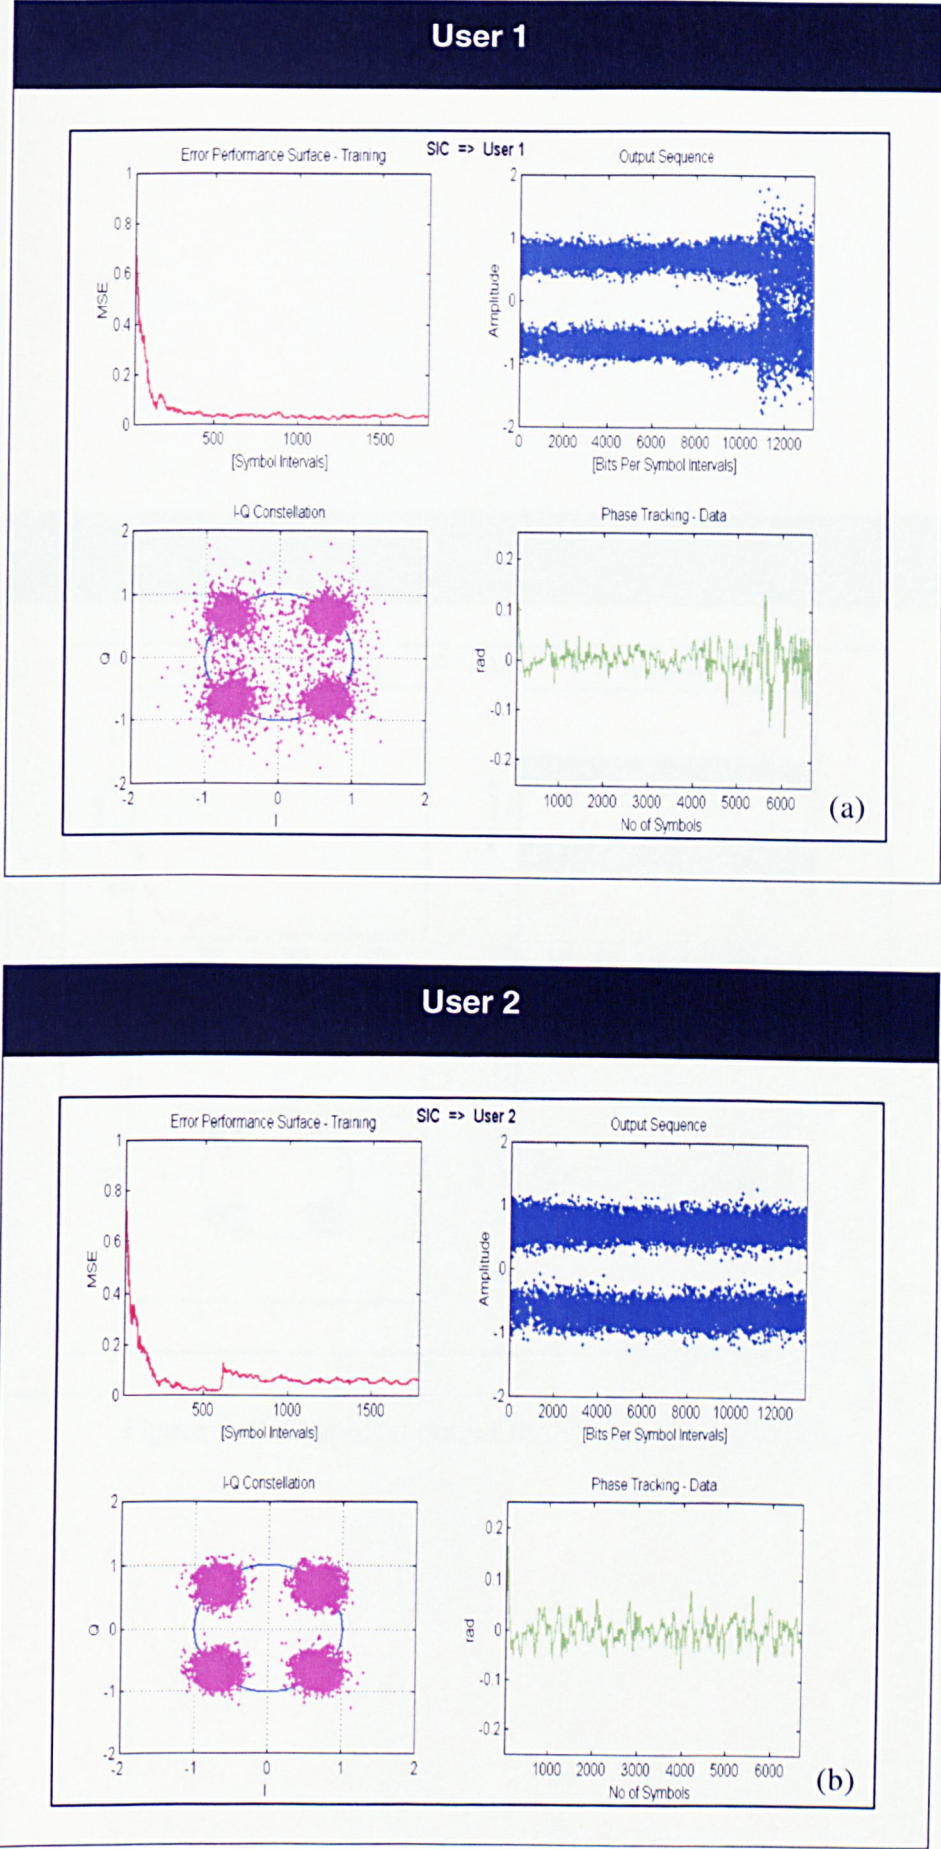 User 1
SIC => User 1
Error Performance Surface - Training
MSE
1
0.8
0.6
0.4
0.2
0
500 1000 1500
[Symbol Intervals]
Output Sequence
Amplitude
2
1
0
-1
-2
0 2000 4000 6000 8000 10000 12000
[Bits Per Symbol Intervals]
I-Q Constellation
Q
2
1
0
-1
-2
-2 -1 0 1 2
I
Phase Tracking - Data
rad
0.2
0.1
0
-0.1
-0.2
1000 2000 3000 4000 5000 6000
No of Symbols
(a)
User 2
SIC => User 2
Error Performance Surface - Training
MSE
1
0.8
0.6
0.4
0.2
0
500 1000 1500
[Symbol Intervals]
Output Sequence
Amplitude
2
1
0
-1
-2
0 2000 4000 6000 8000 10000 12000
[Bits Per Symbol Intervals]
I-Q Constellation
Q
2
1
0
-1
-2
-2 -1 0 1 2
I
Phase Tracking - Data
rad
0.2
0.1
0
-0.1
-0.2
1000 2000 3000 4000 5000 6000
No of Symbols
(b)